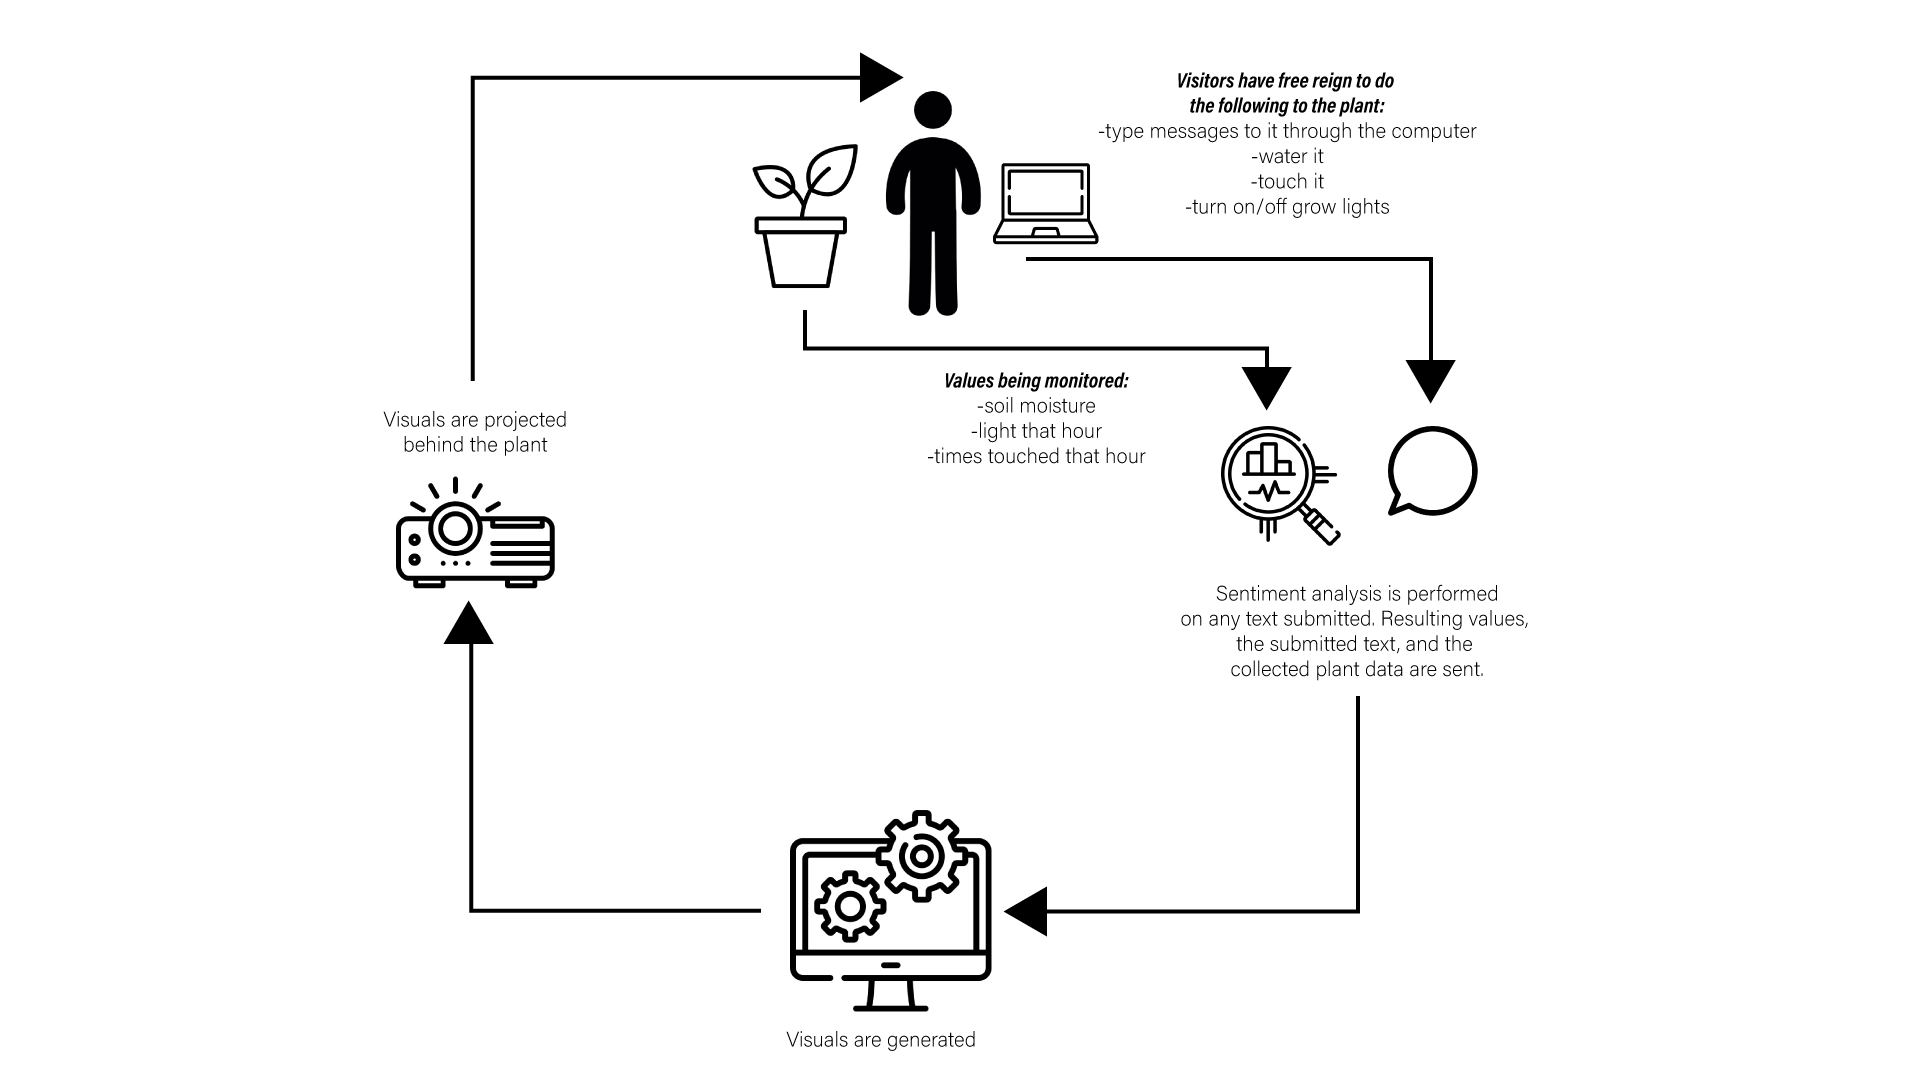 Visitors have free reign to do
the following to the plant:
-type messages to it through the computer
-water it
-touch it
-turn on/off grow lights
Values being monitored:
-soil moisture
-light that hour
-times touched that hour
Sentiment analysis is performed
on any text submitted. Resulting values,
the submitted text, and the
collected plant data are sent.
Visuals are generated
Visuals are projected
behind the plant